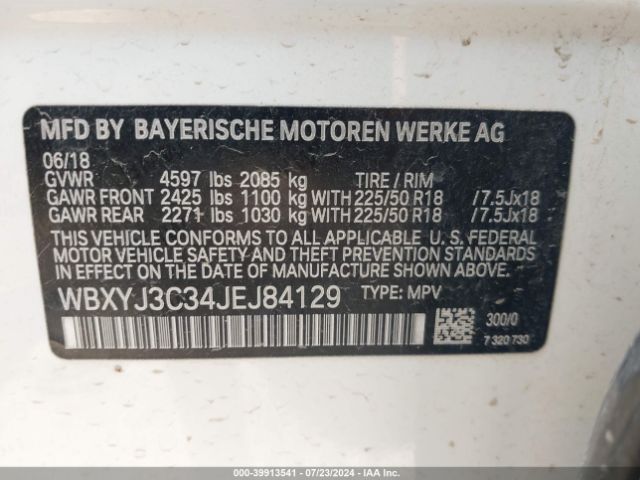 MFD BY BAYERISCHE MOTOREN WERKE AG
06/18
GVWR 4597 lbs 2085 kg TIRE / RIM
GAWR FRONT 2425 lbs 1100 kg WITH 225/50 R18 /7.5Jx18
GAWR REAR 2271 lbs 1030 kg WITH 225/50 R18 /7.5Jx18
THIS VEHICLE CONFORMS TO ALL APPLICABLE U. S. FEDERAL
MOTOR VEHICLE SAFETY AND THEFT PREVENTION
STANDARDS IN EFFECT ON THE DATE OF MANUFACTURE SHOWN ABOVE.
WBXYJ3C34JEJ84129 TYPE: MPV
300/0
7 320 730
000-39913541 / 07/23/2024 - iaai.com